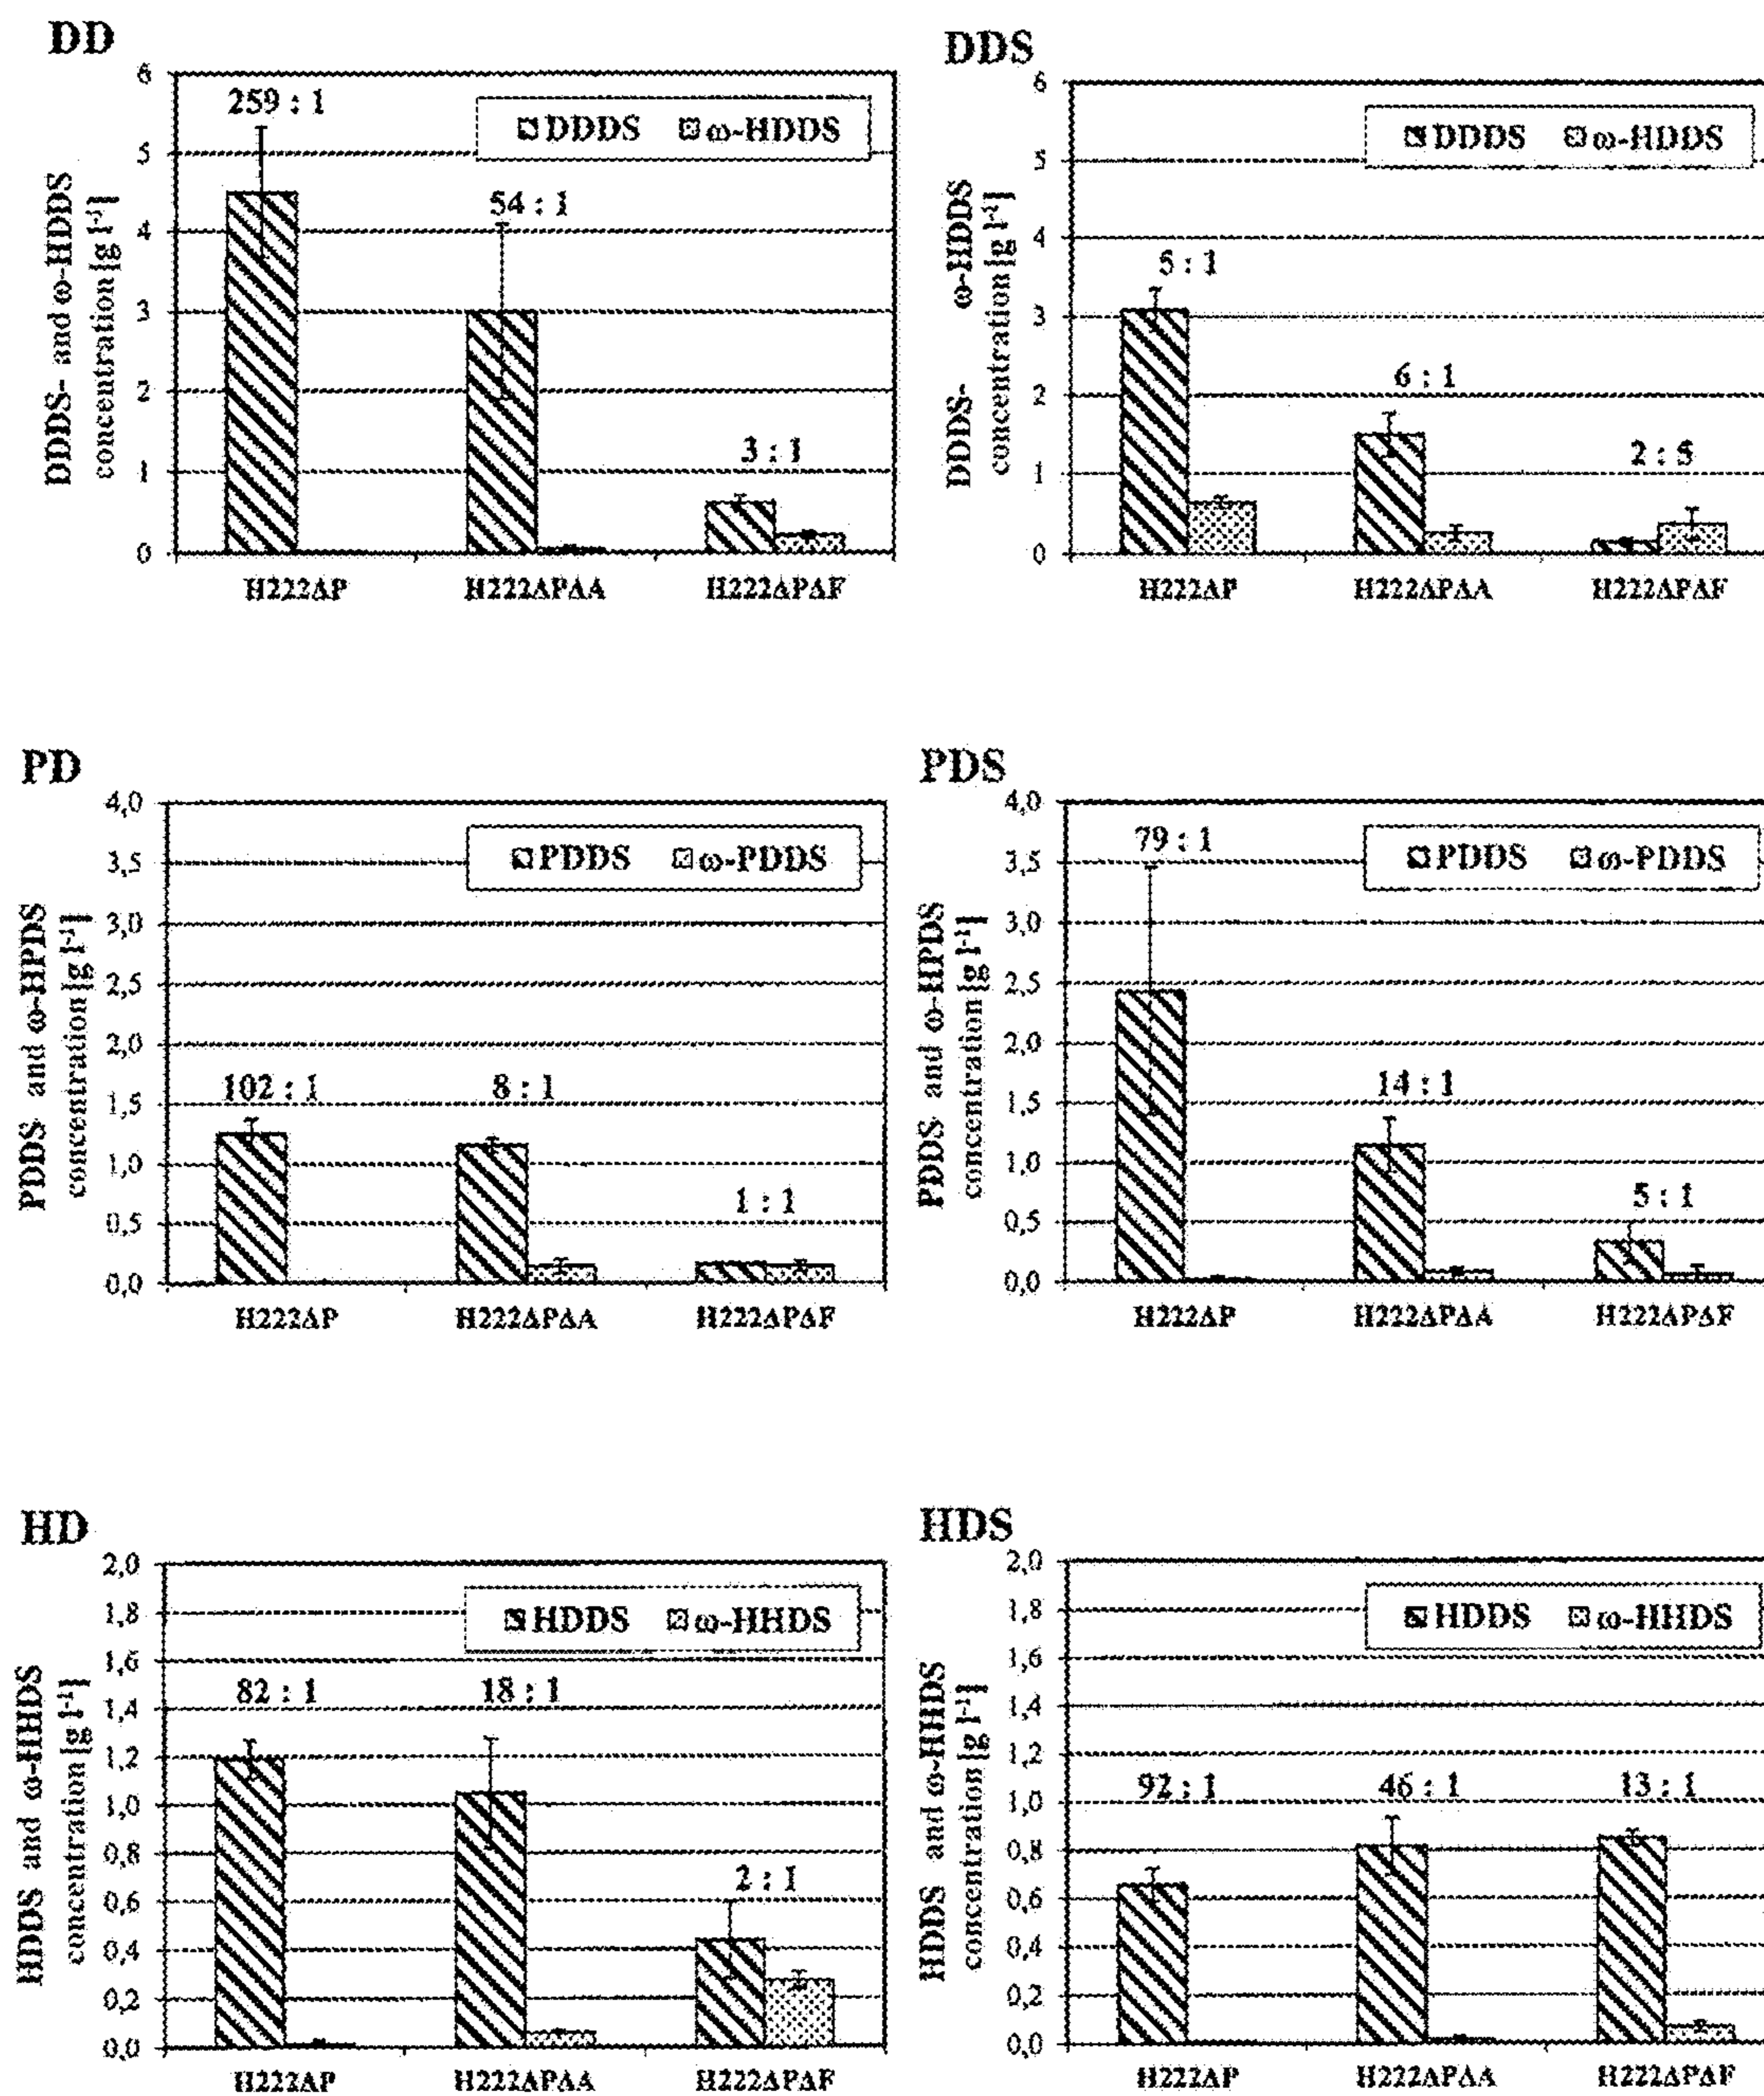 DD
6
5
4
3
2
1
0
DDDS- and ω-HDDS
concentration [g l-1]
DDDS ω-HDDS
259 : 1
54 : 1
3 : 1
H222ΔP H222ΔPΔA H222ΔPΔF
DDS
6
5
4
3
2
1
0
DDDS- ω-HDDS
concentration [g l-1]
DDDS ω-HDDS
5 : 1
6 : 1
2 : 5
H222ΔP H222ΔPΔA H222ΔPΔF
PD
4,0
3,5
3,0
2,5
2,0
1,5
1,0
0,5
0,0
PDDS and ω-HPDS
concentration [g l-1]
PDDS ω-PDDS
102 : 1
8 : 1
1 : 1
H222ΔP H222ΔPΔA H222ΔPΔF
PDS
4,0
3,5
3,0
2,5
2,0
1,5
1,0
0,5
0,0
PDDS and ω-HPDS
concentration [g l-1]
PDDS ω-PDDS
79 : 1
14 : 1
5 : 1
H222ΔP H222ΔPΔA H222ΔPΔF
HD
2,0
1,8
1,6
1,4
1,2
1,0
0,8
0,6
0,4
0,2
0,0
HDDS and ω-HHDS
concentration [g l-1]
HDDS ω-HHDS
82 : 1
18 : 1
2 : 1
H222ΔP H222ΔPΔA H222ΔPΔF
HDS
2,0
1,8
1,6
1,4
1,2
1,0
0,8
0,6
0,4
0,2
0,0
HDDS and ω-HHDS
concentration [g l-1]
HDDS ω-HHDS
92 : 1
46 : 1
13 : 1
H222ΔP H222ΔPΔA H222ΔPΔF